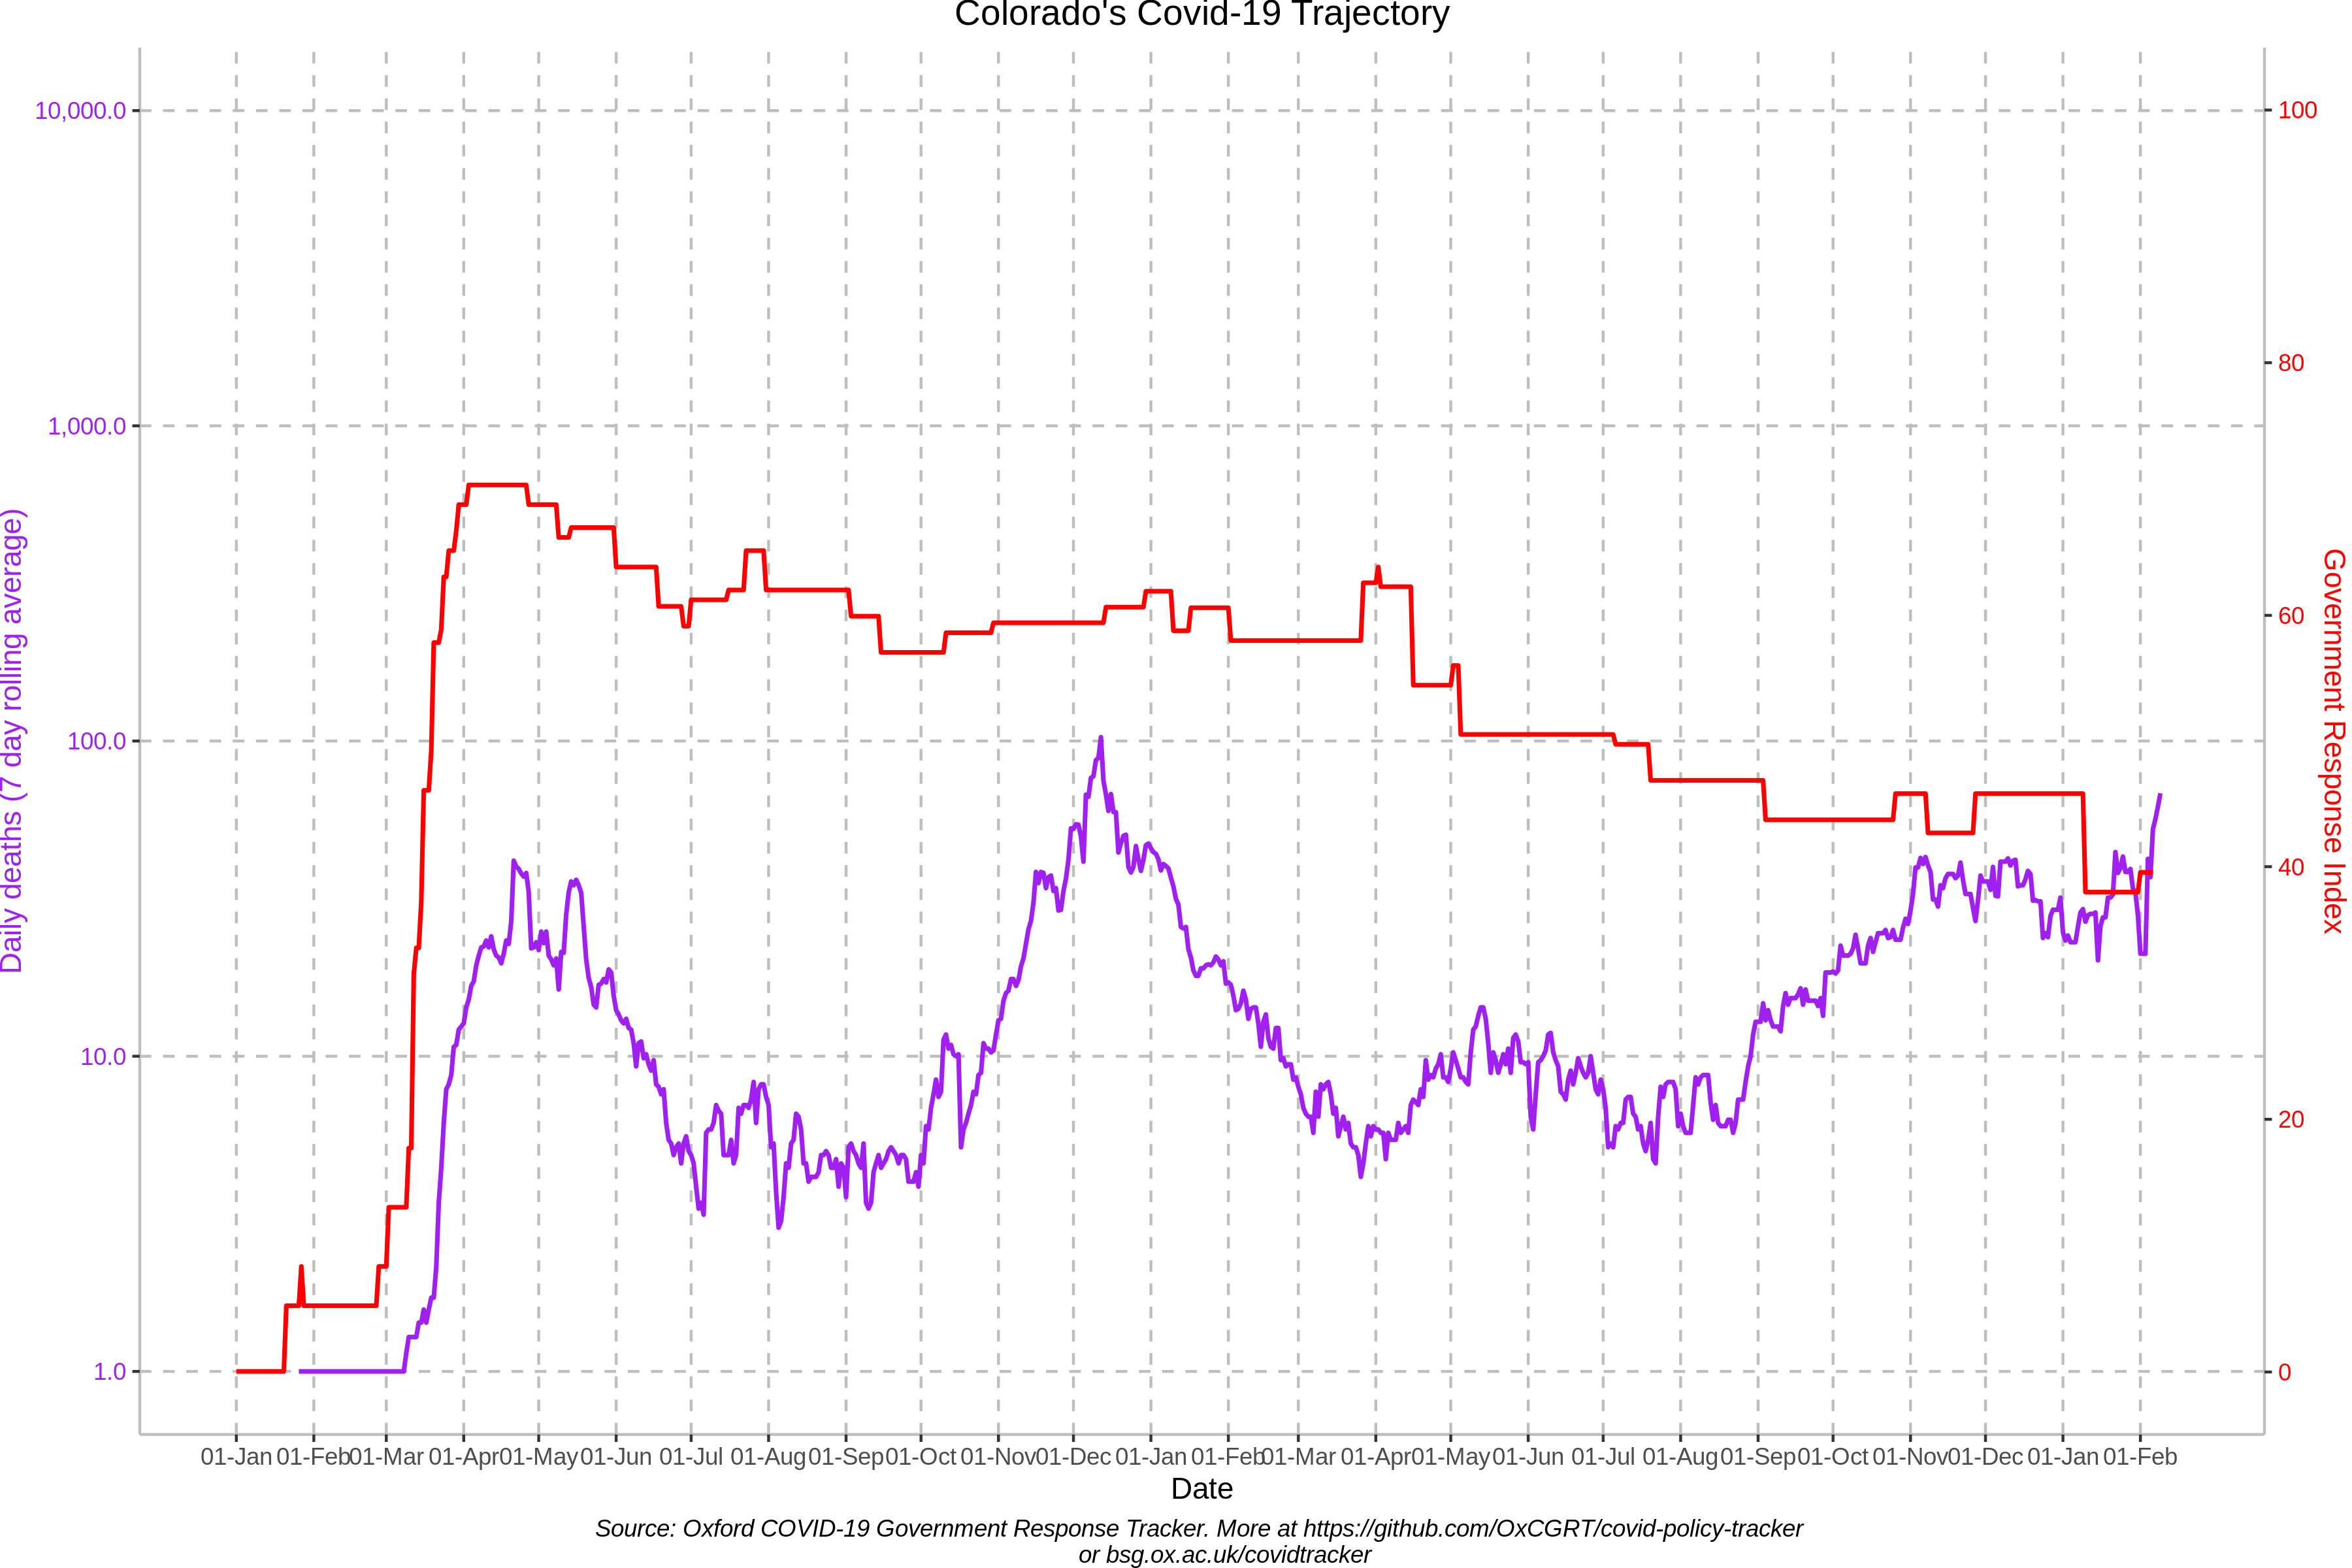 Colorado's Covid-19 Trajectory
10,000.0
1,000.0
100.0
10.0
1.0
Daily deaths (7 day rolling average)
100
80
60
40
20
0
Government Response Index
01-Jan 01-Feb 01-Mar 01-Apr 01-May 01-Jun 01-Jul 01-Aug 01-Sep 01-Oct 01-Nov 01-Dec 01-Jan 01-Feb 01-Mar 01-Apr 01-May 01-Jun 01-Jul 01-Aug 01-Sep 01-Oct 01-Nov 01-Dec 01-Jan 01-Feb
Date
Source: Oxford COVID-19 Government Response Tracker. More at https://github.com/OxCGRT/covid-policy-tracker
or bsg.ox.ac.uk/covidtracker